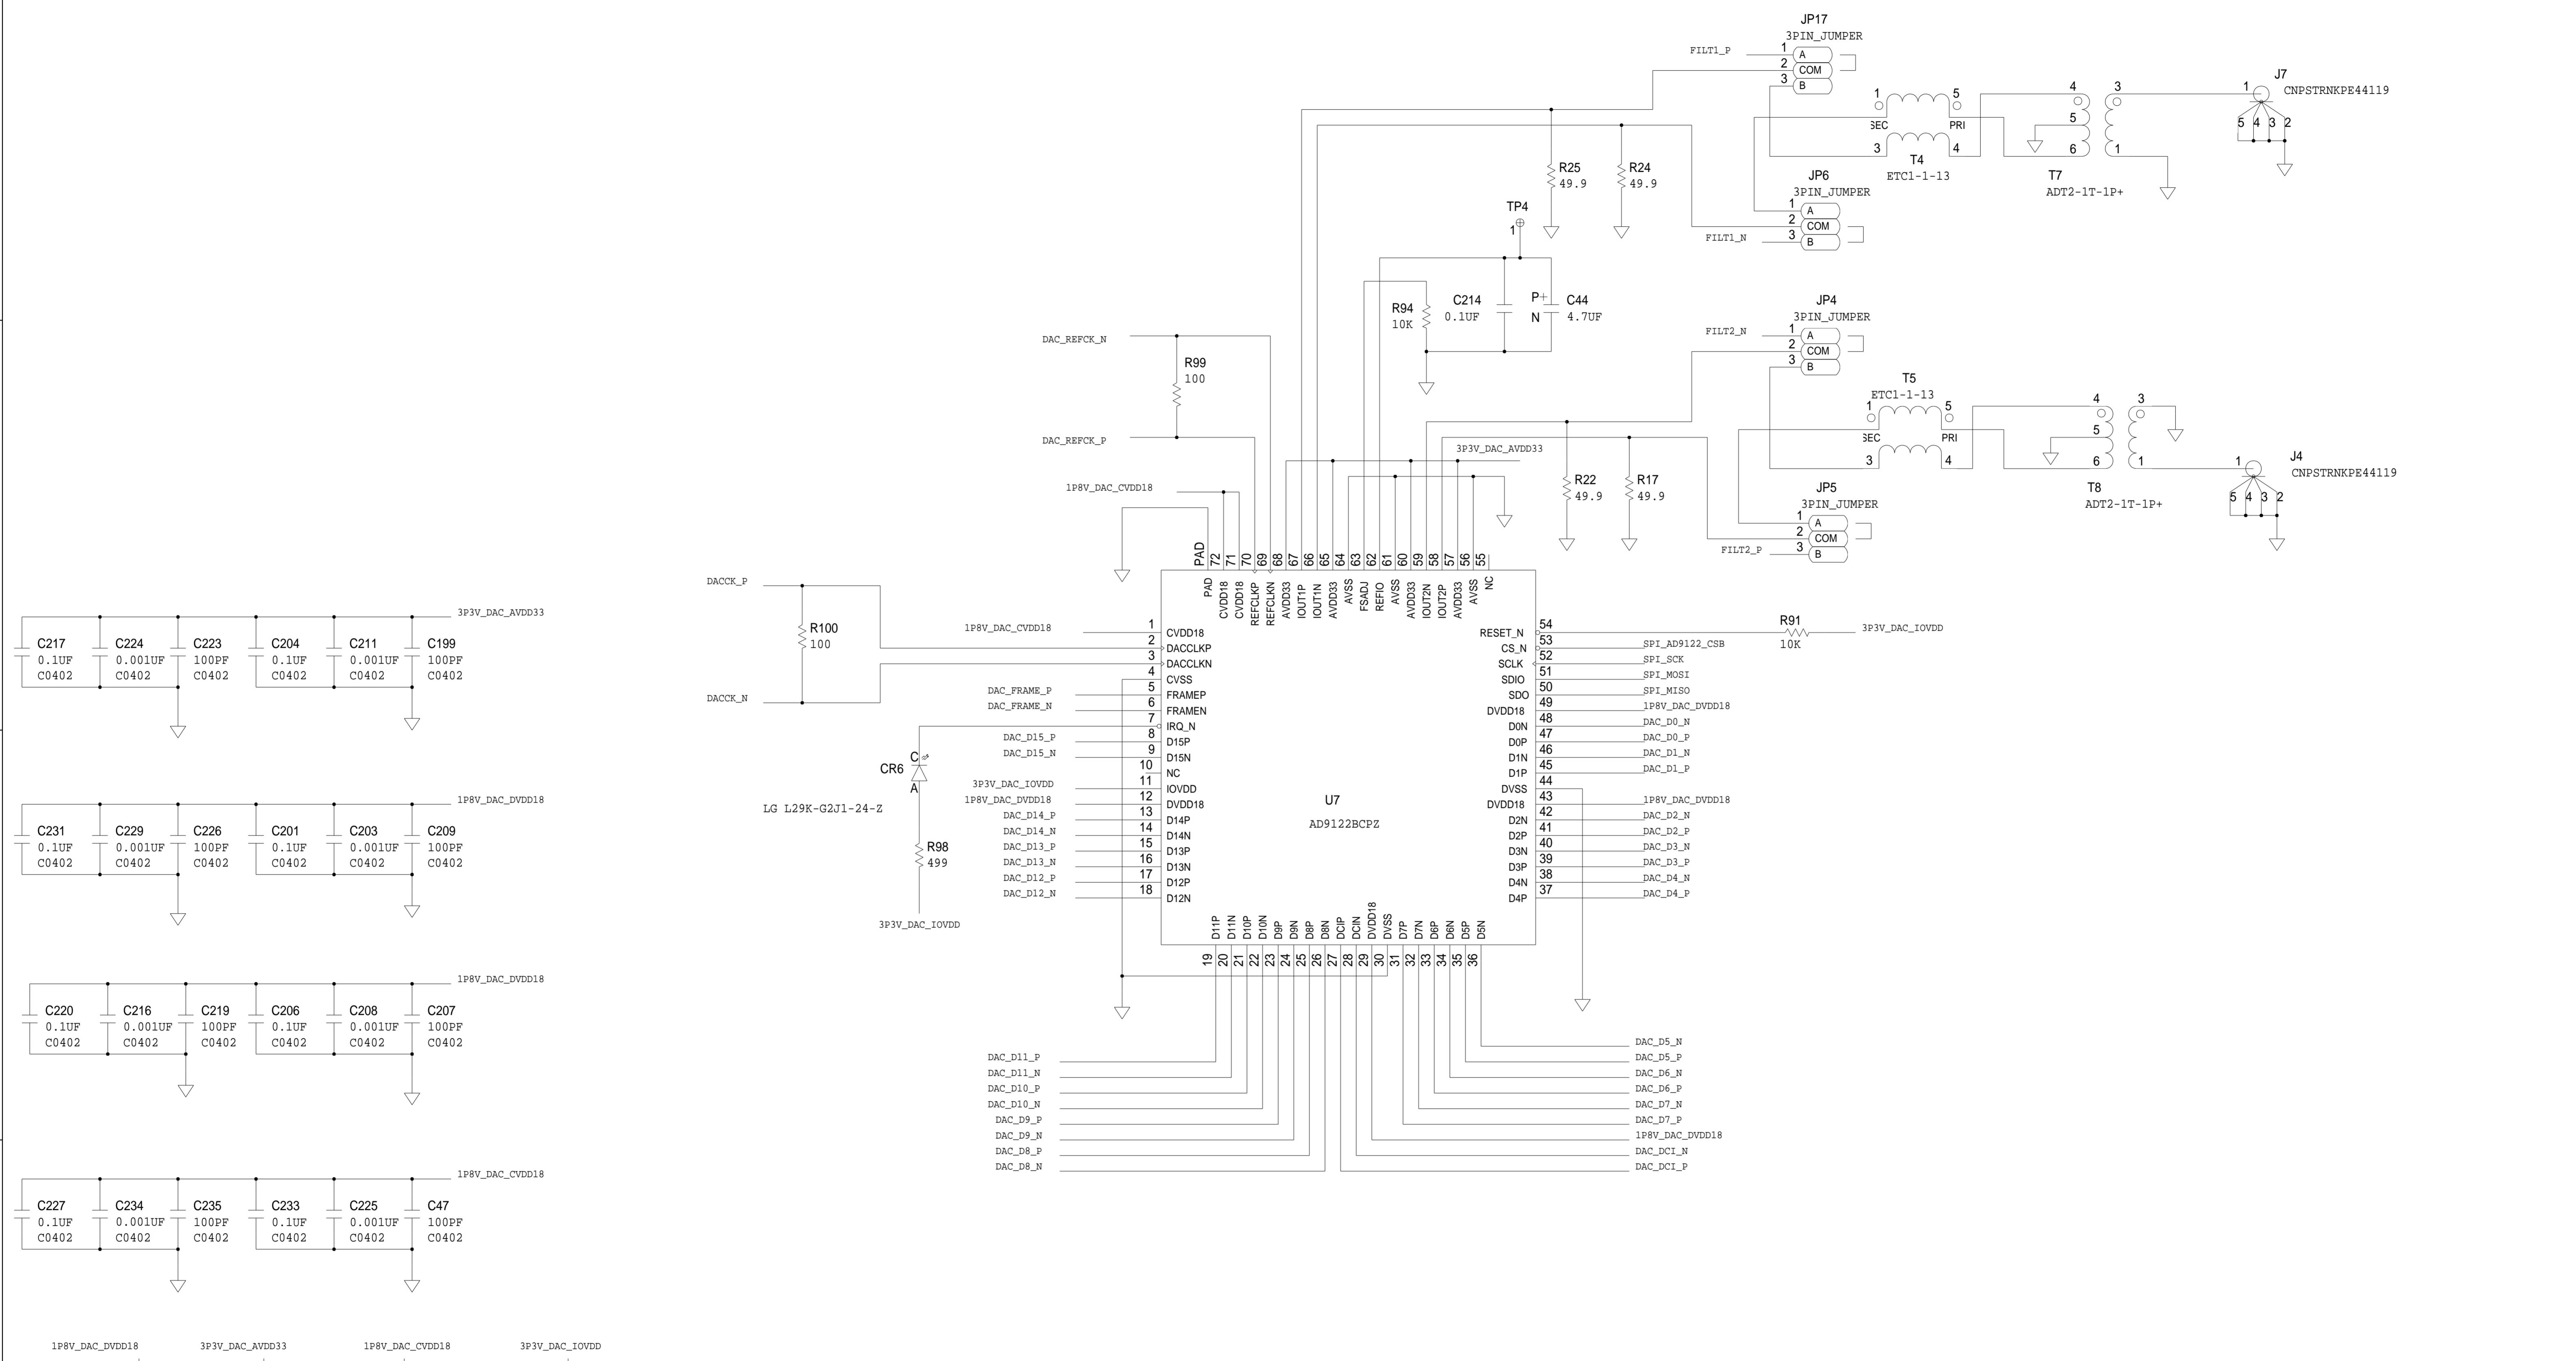 JP17
3PIN_JUMPER
FILT1_P
1 A
2 COM
3 B
J7
CNPSTRNKPE44119
1
5 4 3 2
1 5
SEC PRI
3 4
T4
ETC1-1-13
4 3
5
6 1
T7
ADT2-1T-1P+
JP6
3PIN_JUMPER
1 A
2 COM
3 B
FILT1_N
R25
49.9
R24
49.9
TP4
1
R94
10K
C214
0.1UF
P+
N
C44
4.7UF
JP4
3PIN_JUMPER
FILT2_N
1 A
2 COM
3 B
T5
ETC1-1-13
1 5
SEC PRI
3 4
4 3
5
6 1
T8
ADT2-1T-1P+
J4
CNPSTRNKPE44119
1
5 4 3 2
JP5
3PIN_JUMPER
1 A
2 COM
3 B
FILT2_P
R22
49.9
R17
49.9
3P3V_DAC_AVDD33
DAC_REFCK_N
R99
100
DAC_REFCK_P
1P8V_DAC_CVDD18
PAD 72 71 70 69 68 67 66 65 64 63 62 61 60 59 58 57 56 55
PAD CVDD18 CVDD18 REFCLKP REFCLKN AVDD33 IOUT1P IOUT1N AVDD33 AVSS FSADJ REFIO AVSS AVDD33 IOUT2N IOUT2P AVDD33 AVSS NC
DACCK_P
R100
100
DACCK_N
1P8V_DAC_CVDD18 1 CVDD18
2 DACCLKP
3 DACCLKN
4 CVSS
DAC_FRAME_P 5 FRAMEP
DAC_FRAME_N 6 FRAMEN
7 IRQ_N
DAC_D15_P 8 D15P
DAC_D15_N 9 D15N
10 NC
3P3V_DAC_IOVDD 11 IOVDD
1P8V_DAC_DVDD18 12 DVDD18
DAC_D14_P 13 D14P
DAC_D14_N 14 D14N
DAC_D13_P 15 D13P
DAC_D13_N 16 D13N
DAC_D12_P 17 D12P
DAC_D12_N 18 D12N
C
CR6
A
LG L29K-G2J1-24-Z
R98
499
3P3V_DAC_IOVDD
U7
AD9122BCPZ
RESET_N 54
R91
10K
3P3V_DAC_IOVDD
CS_N 53 SPI_AD9122_CSB
SCLK 52 SPI_SCK
SDIO 51 SPI_MOSI
SDO 50 SPI_MISO
DVDD18 49 1P8V_DAC_DVDD18
D0N 48 DAC_D0_N
D0P 47 DAC_D0_P
D1N 46 DAC_D1_N
D1P 45 DAC_D1_P
DVSS 44
DVDD18 43 1P8V_DAC_DVDD18
D2N 42 DAC_D2_N
D2P 41 DAC_D2_P
D3N 40 DAC_D3_N
D3P 39 DAC_D3_P
D4N 38 DAC_D4_N
D4P 37 DAC_D4_P
D11P D11N D10P D10N D9P D9N D8P D8N DCIP DCIN DVDD18 DVSS D7P D7N D6P D6N D5P D5N
19 20 21 22 23 24 25 26 27 28 29 30 31 32 33 34 35 36
DAC_D11_P
DAC_D11_N
DAC_D10_P
DAC_D10_N
DAC_D9_P
DAC_D9_N
DAC_D8_P
DAC_D8_N
DAC_D5_N
DAC_D5_P
DAC_D6_N
DAC_D6_P
DAC_D7_N
DAC_D7_P
1P8V_DAC_DVDD18
DAC_DCI_N
DAC_DCI_P
3P3V_DAC_AVDD33
C217 C224 C223 C204 C211 C199
0.1UF 0.001UF 100PF 0.1UF 0.001UF 100PF
C0402 C0402 C0402 C0402 C0402 C0402
1P8V_DAC_DVDD18
C231 C229 C226 C201 C203 C209
0.1UF 0.001UF 100PF 0.1UF 0.001UF 100PF
C0402 C0402 C0402 C0402 C0402 C0402
1P8V_DAC_DVDD18
C220 C216 C219 C206 C208 C207
0.1UF 0.001UF 100PF 0.1UF 0.001UF 100PF
C0402 C0402 C0402 C0402 C0402 C0402
1P8V_DAC_CVDD18
C227 C234 C235 C233 C225 C47
0.1UF 0.001UF 100PF 0.1UF 0.001UF 100PF
C0402 C0402 C0402 C0402 C0402 C0402
1P8V_DAC_DVDD18 3P3V_DAC_AVDD33 1P8V_DAC_CVDD18 3P3V_DAC_IOVDD